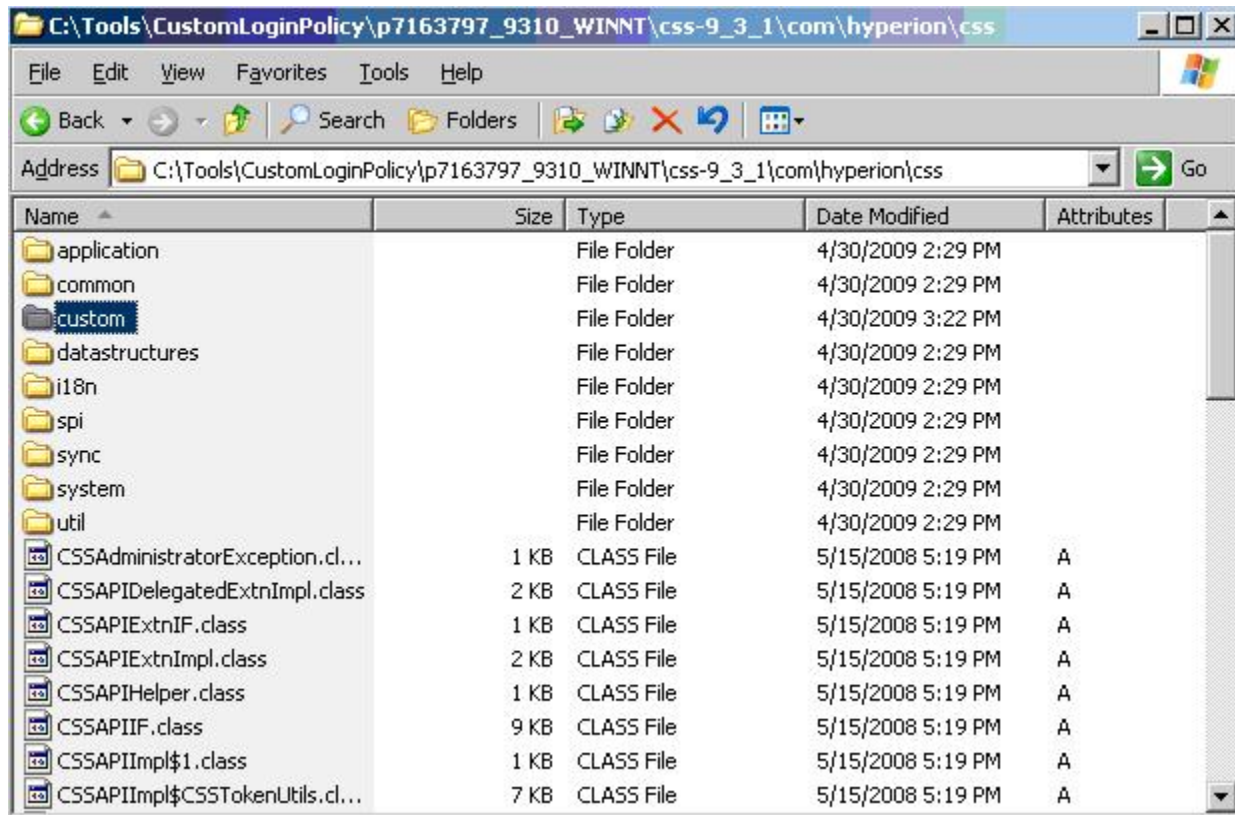 C:\Tools\CustomLoginPolicy\p7163797_9310_WINNT\css-9_3_1\com\hyperion\css
File Edit View Favorites Tools Help
Back Search Folders
Address C:\Tools\CustomLoginPolicy\p7163797_9310_WINNT\css-9_3_1\com\hyperion\css Go
Name Size Type Date Modified Attributes
application File Folder 4/30/2009 2:29 PM
common File Folder 4/30/2009 2:29 PM
custom File Folder 4/30/2009 3:22 PM
datastructures File Folder 4/30/2009 2:29 PM
i18n File Folder 4/30/2009 2:29 PM
spi File Folder 4/30/2009 2:29 PM
sync File Folder 4/30/2009 2:29 PM
system File Folder 4/30/2009 2:29 PM
util File Folder 4/30/2009 2:29 PM
CSSAdministratorException.cl... 1 KB CLASS File 5/15/2008 5:19 PM A
CSSAPIDelegatedExtnImpl.class 2 KB CLASS File 5/15/2008 5:19 PM A
CSSAPIExtnIF.class 1 KB CLASS File 5/15/2008 5:19 PM A
CSSAPIExtnImpl.class 2 KB CLASS File 5/15/2008 5:19 PM A
CSSAPIHelper.class 1 KB CLASS File 5/15/2008 5:19 PM A
CSSAPIIF.class 9 KB CLASS File 5/15/2008 5:19 PM A
CSSAPIImpl$1.class 1 KB CLASS File 5/15/2008 5:19 PM A
CSSAPIImpl$CSSTokenUtils.cl... 7 KB CLASS File 5/15/2008 5:19 PM A